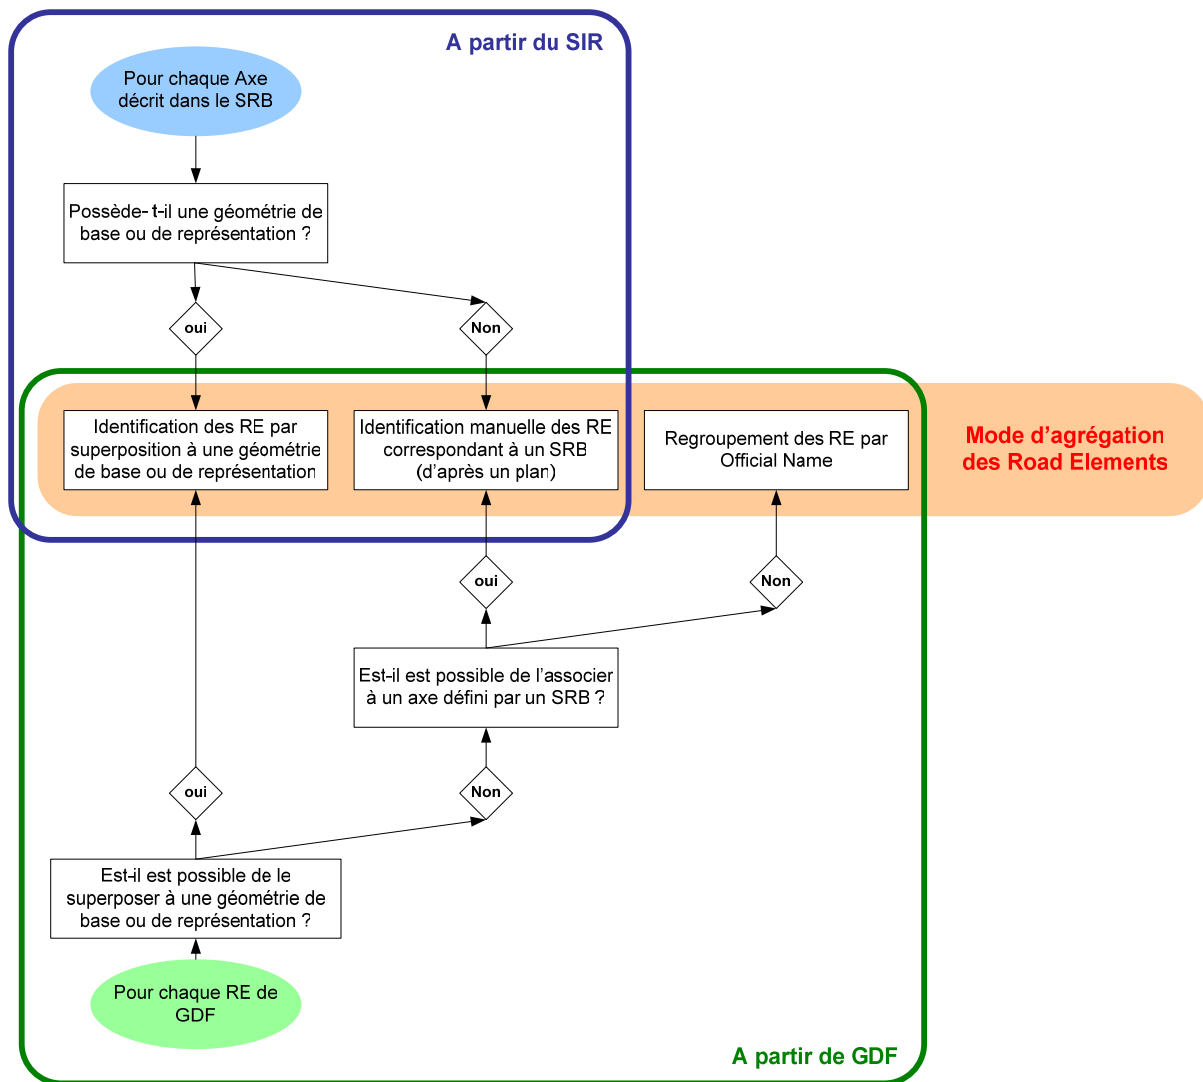 A partir du SIR
Pour chaque Axe
décrit dans le SRB
Possède- t-il une géométrie de
base ou de représentation ?
oui
Non
Identification des RE par
superposition à une géométrie
de base ou de représentation
Identification manuelle des RE
correspondant à un SRB
(d'après un plan)
Regroupement des RE par
Official Name
Mode d'agrégation
des Road Elements
oui
Non
Est-il est possible de l'associer
à un axe défini par un SRB ?
oui
Non
Est-il est possible de le
superposer à une géométrie de
base ou de représentation ?
Pour chaque RE de
GDF
A partir de GDF